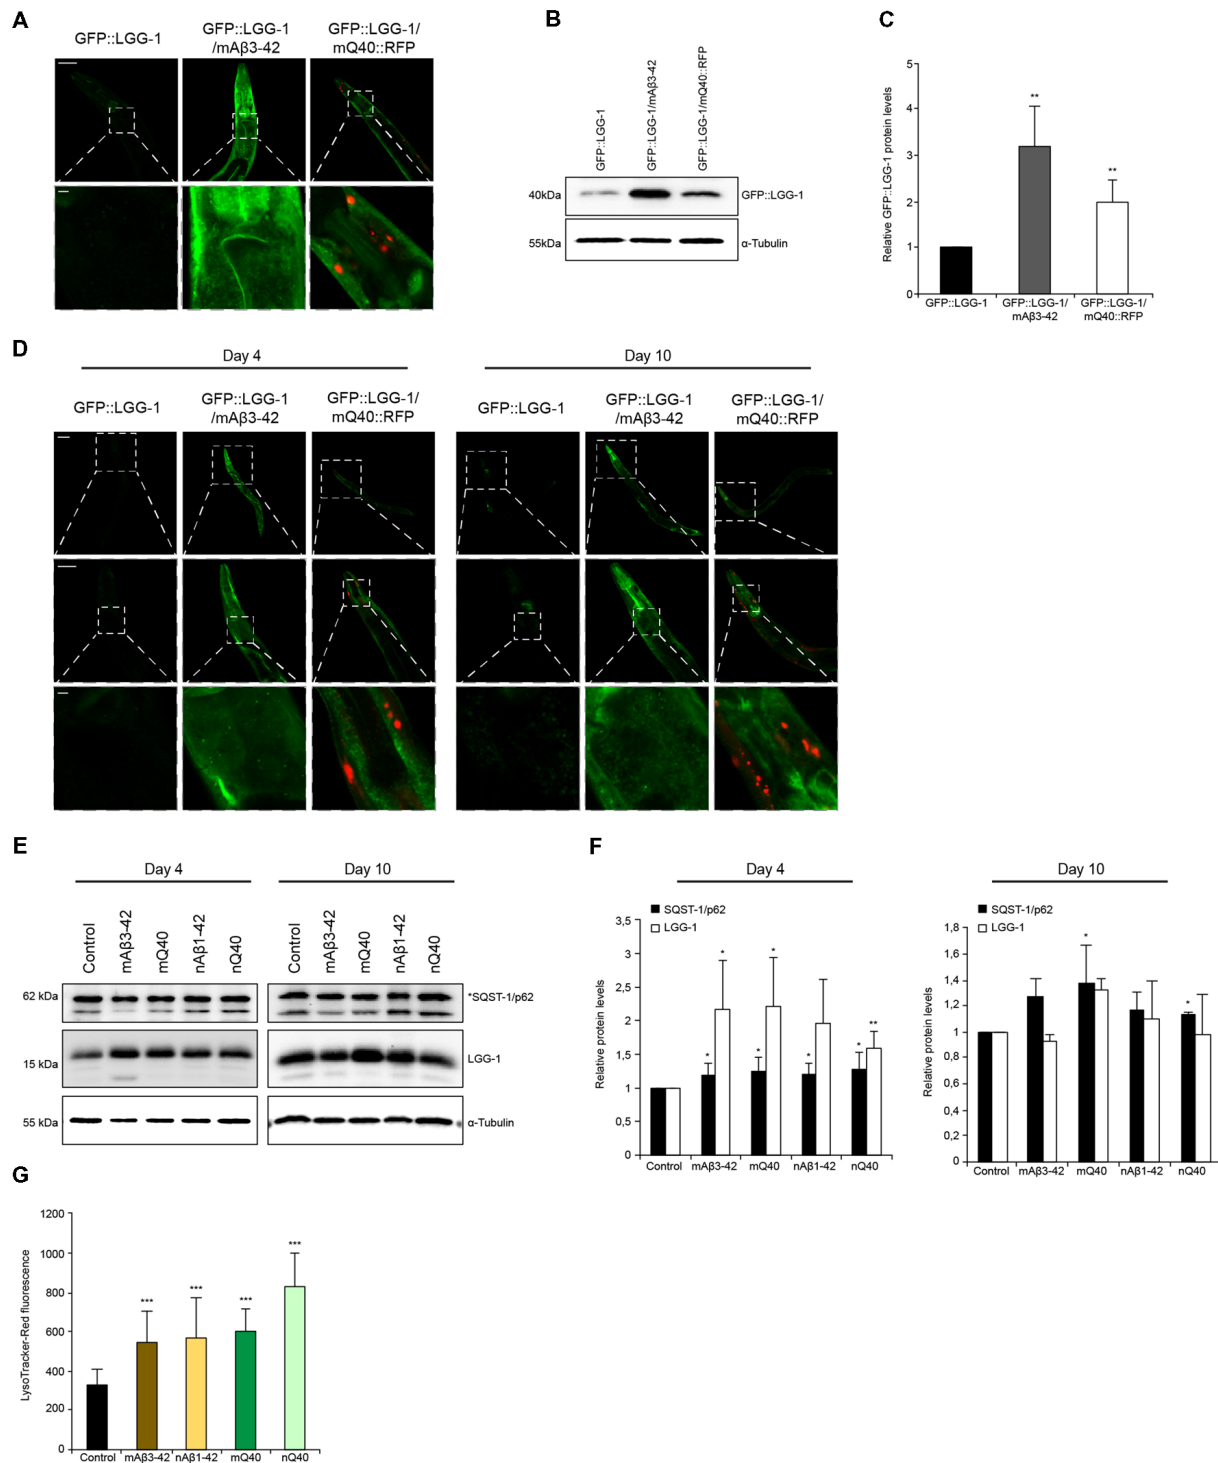 A
GFP::LGG-1
GFP::LGG-1
/mAβ3-42
GFP::LGG-1/
mQ40::RFP
B
GFP::LGG-1
GFP::LGG-1/mAβ3-42
GFP::LGG-1/mQ40::RFP
40kDa
GFP::LGG-1
55kDa
α-Tubulin
C
Relative GFP::LGG-1 protein levels
5
4
3
2
1
0
**
**
GFP::LGG-1
GFP::LGG-1/
mAβ3-42
GFP::LGG-1/
mQ40::RFP
D
Day 4
Day 10
GFP::LGG-1
GFP::LGG-1
/mAβ3-42
GFP::LGG-1/
mQ40::RFP
GFP::LGG-1
GFP::LGG-1
/mAβ3-42
GFP::LGG-1/
mQ40::RFP
E
Day 4
Day 10
Control
mAβ3-42
mQ40
nAβ1-42
nQ40
Control
mAβ3-42
mQ40
nAβ1-42
nQ40
62 kDa
*SQST-1/p62
15 kDa
LGG-1
55 kDa
α-Tubulin
F
Day 4
SQST-1/p62
LGG-1
Relative protein levels
3,5
3
2,5
2
1,5
1
0,5
0
*
*
*
*
*
*
**
Control
mAβ3-42
mQ40
nAβ1-42
nQ40
Day 10
SQST-1/p62
LGG-1
Relative protein levels
1,8
1,6
1,4
1,2
1
0,8
0,6
0,4
0,2
0
*
*
Control
mAβ3-42
mQ40
nAβ1-42
nQ40
G
LysoTracker-Red fluorescence
1200
1000
800
600
400
200
0
***
***
***
***
Control
mAβ3-42
nAβ1-42
mQ40
nQ40